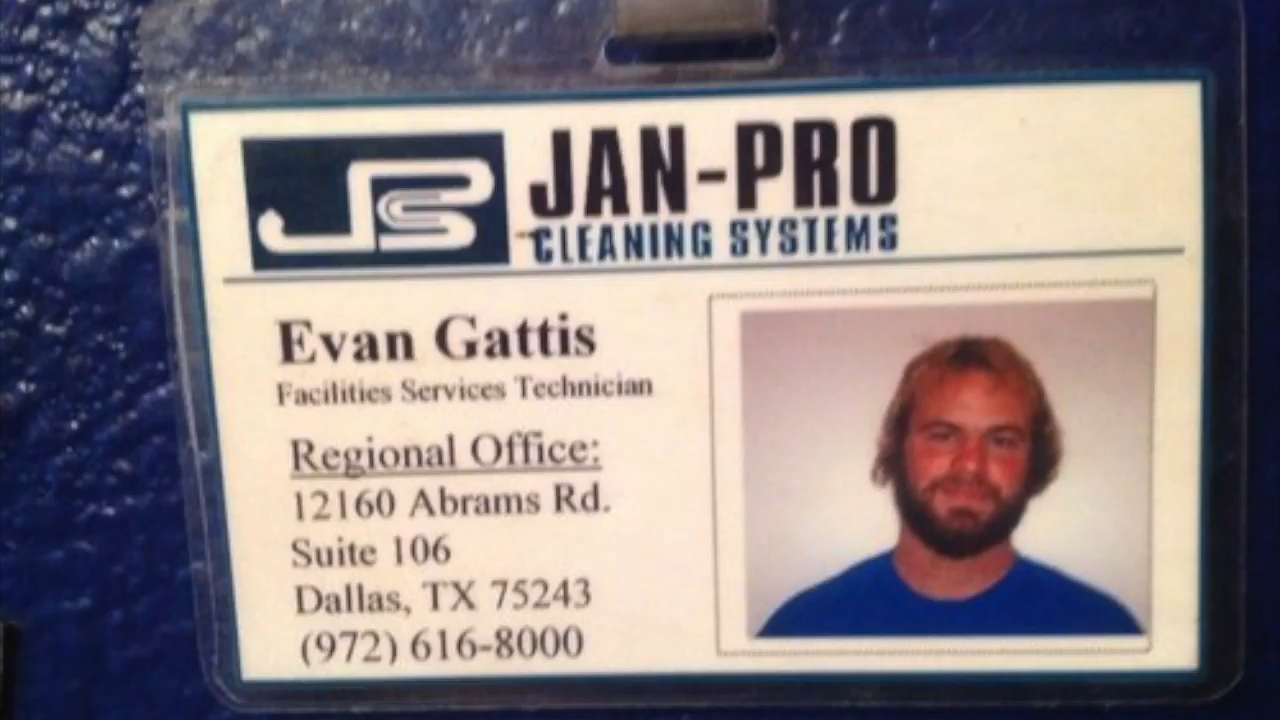 JAN-PRO
CLEANING SYSTEMS
Evan Gattis
Facilities Services Technician
Regional Office:
12160 Abrams Rd.
Suite 106
Dallas, TX 75243
(972) 616-8000